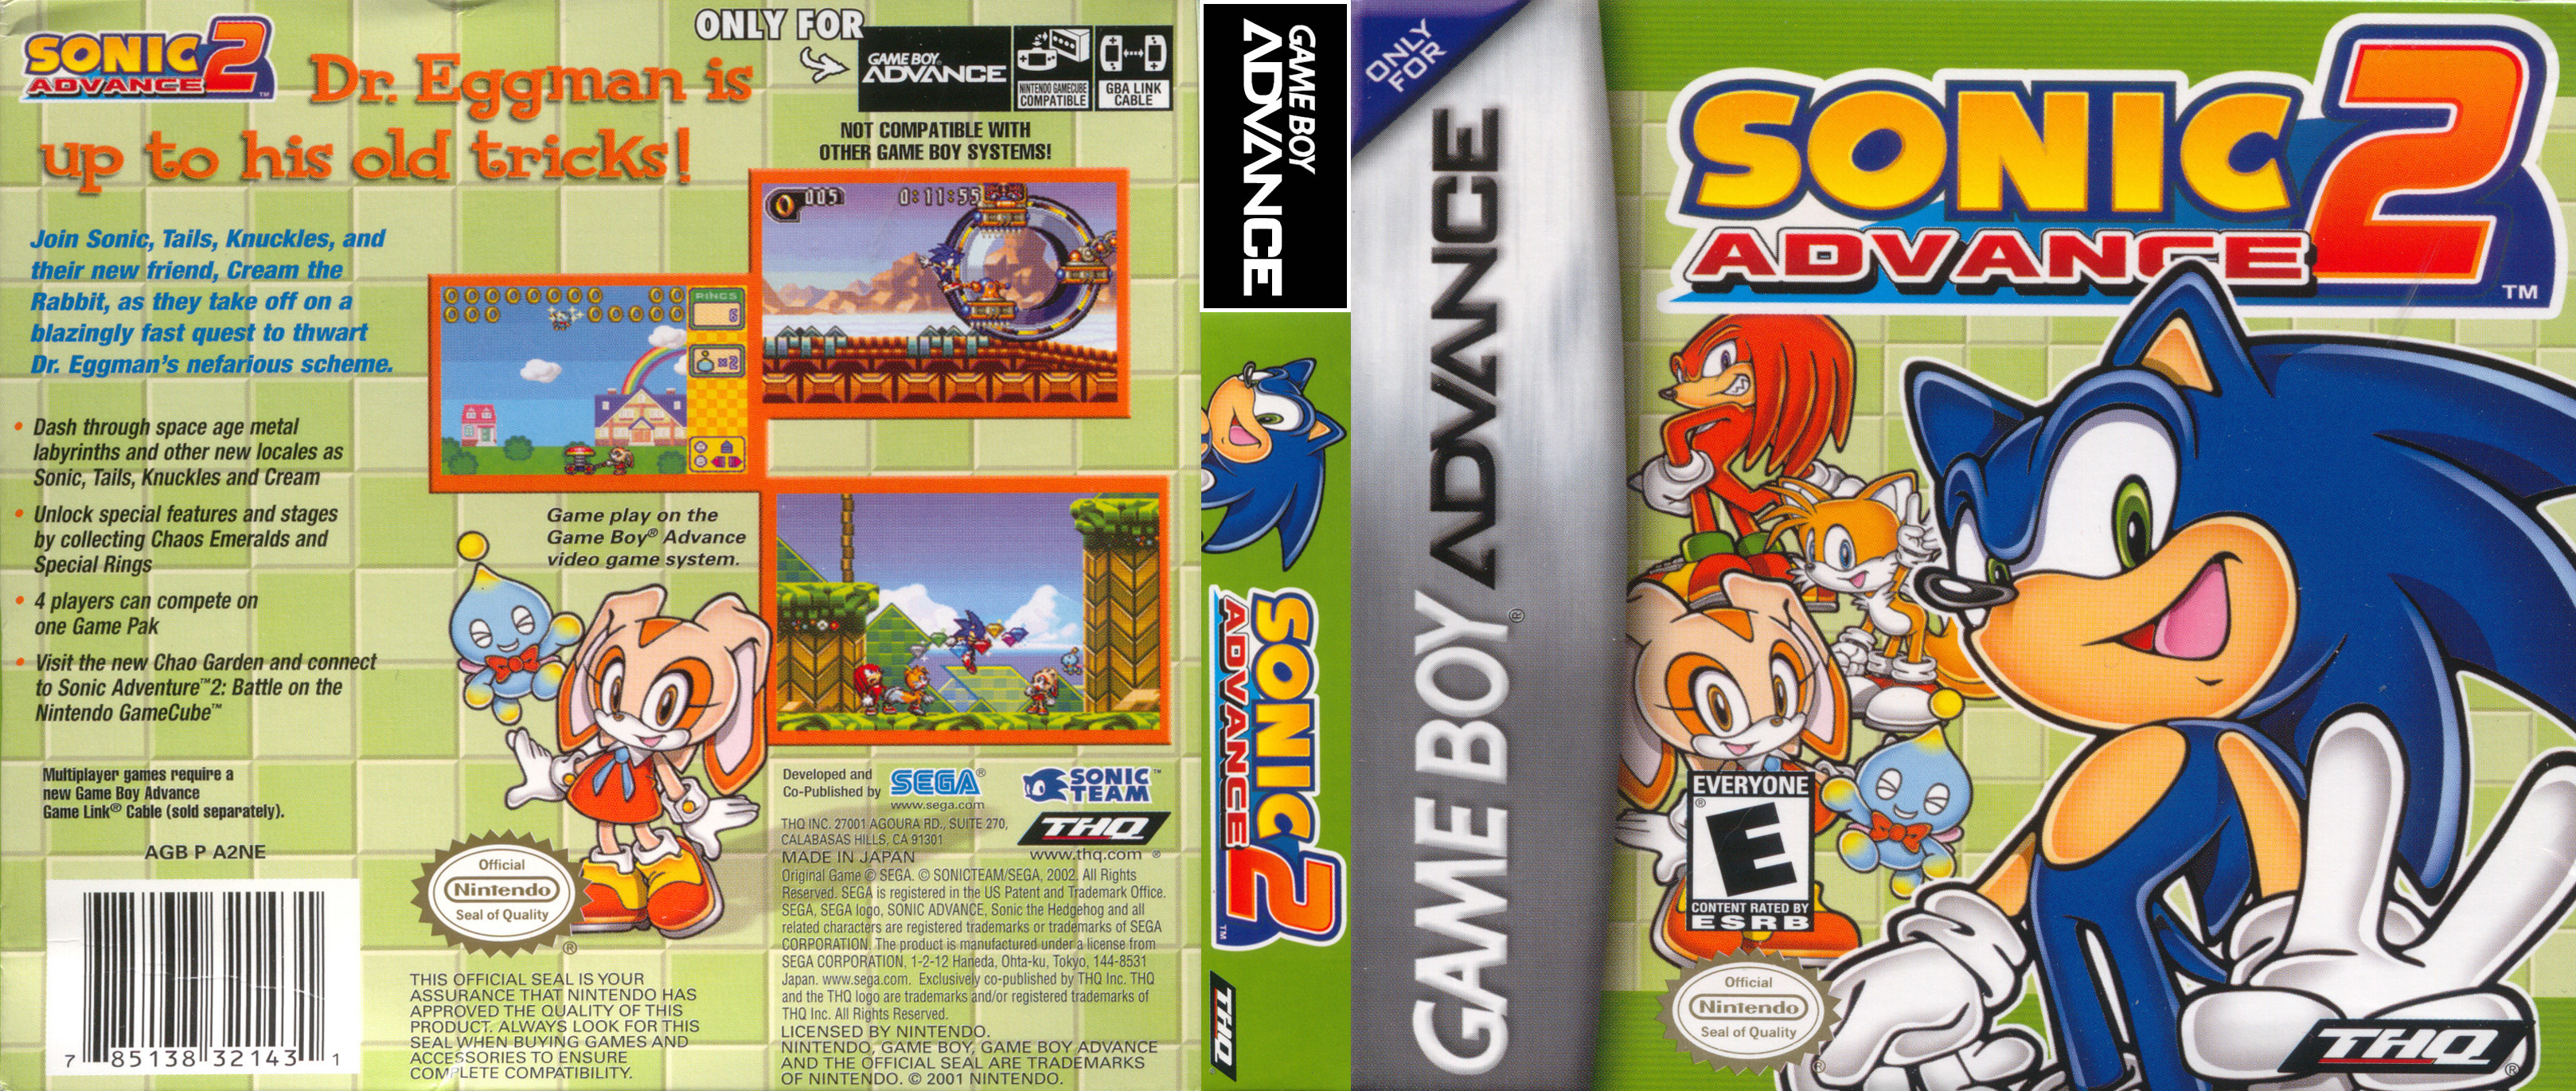 SONIC
ADVANCE 2
™
Dr. Eggman is
up to his old tricks!
ONLY FOR
GAME BOY
ADVANCE
NINTENDO GAMECUBE
COMPATIBLE
GBA LINK
CABLE
NOT COMPATIBLE WITH
OTHER GAME BOY SYSTEMS!
Join Sonic, Tails, Knuckles, and
their new friend, Cream the
Rabbit, as they take off on a
blazingly fast quest to thwart
Dr. Eggman's nefarious scheme.
• Dash through space age metal
labyrinths and other new locales as
Sonic, Tails, Knuckles and Cream
• Unlock special features and stages
by collecting Chaos Emeralds and
Special Rings
• 4 players can compete on
one Game Pak
• Visit the new Chao Garden and connect
to Sonic Adventure™2: Battle on the
Nintendo GameCube™
Multiplayer games require a
new Game Boy Advance
Game Link® Cable (sold separately).
AGB P A2NE
7 85138 32143 1
005 0:11:55
RINGS
6
×2
Game play on the
Game Boy® Advance
video game system.
Official
Nintendo
Seal of Quality
®
THIS OFFICIAL SEAL IS YOUR
ASSURANCE THAT NINTENDO HAS
APPROVED THE QUALITY OF THIS
PRODUCT. ALWAYS LOOK FOR THIS
SEAL WHEN BUYING GAMES AND
ACCESSORIES TO ENSURE
COMPLETE COMPATIBILITY.
Developed and
Co-Published by
SEGA®
www.sega.com
SONIC
TEAM™
THQ INC. 27001 AGOURA RD., SUITE 270,
CALABASAS HILLS, CA 91301
MADE IN JAPAN
THQ
www.thq.com ®
Original Game © SEGA. © SONICTEAM/SEGA, 2002. All Rights
Reserved. SEGA is registered in the US Patent and Trademark Office.
SEGA, SEGA logo, SONIC ADVANCE, Sonic the Hedgehog and all
related characters are registered trademarks or trademarks of SEGA
CORPORATION. The product is manufactured under a license from
SEGA CORPORATION, 1-2-12 Haneda, Ohta-ku, Tokyo, 144-8531
Japan. www.sega.com. Exclusively co-published by THQ Inc. THQ
and the THQ logo are trademarks and/or registered trademarks of
THQ Inc. All Rights Reserved.
LICENSED BY NINTENDO.
NINTENDO, GAME BOY, GAME BOY ADVANCE
AND THE OFFICIAL SEAL ARE TRADEMARKS
OF NINTENDO. © 2001 NINTENDO.
GAME BOY
ADVANCE
SONIC
ADVANCE 2
™
THQ
ONLY
FOR
GAME BOY® ADVANCE
SONIC
ADVANCE 2
™
EVERYONE
®
E
CONTENT RATED BY
ESRB
Official
Nintendo
Seal of Quality
®
THQ
®